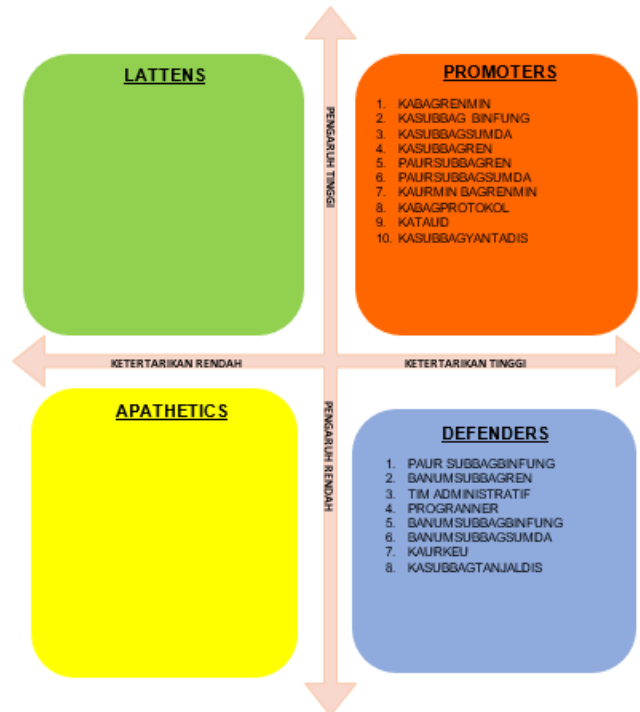 LATTENS
PROMOTERS
1. KABAGRENMIN
2. KASUBBAG BINFUNG
3. KASUBBAGSUMDA
4. KASUBBAGREN
5. PAURSUBBAGREN
6. PAURSUBBAGSUMDA
7. KAURMIN BAGRENMIN
8. KABAGPROTOKOL
9. KATAUD
10. KASUBBAGYANTADIS
PENGARUH TINGGI
KETERTARIKAN RENDAH
KETERTARIKAN TINGGI
APATHETICS
PENGARUH RENDAH
DEFENDERS
1. PAUR SUBBAGBINFUNG
2. BANUMSUBBAGREN
3. TIM ADMINISTRATIF
4. PROGRANNER
5. BANUMSUBBAGBINFUNG
6. BANUMSUBBAGSUMDA
7. KAURKEU
8. KASUBBAGTANJALDIS